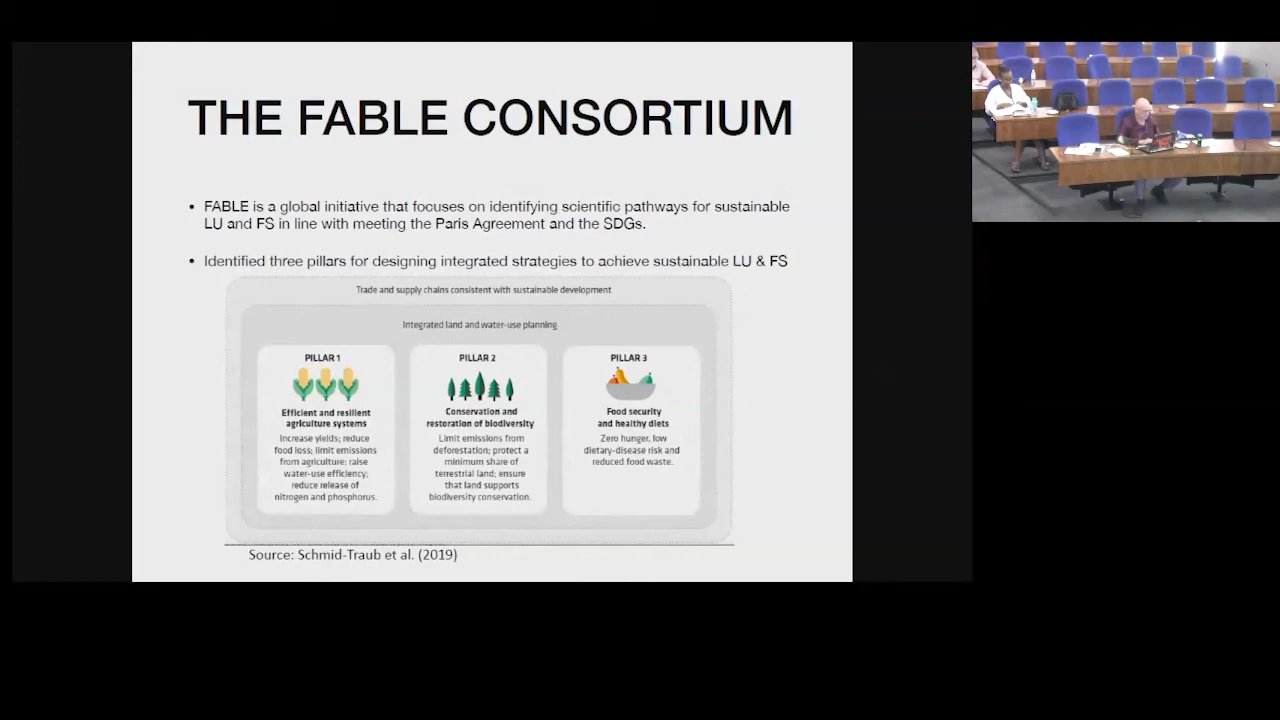 THE FABLE CONSORTIUM
• FABLE is a global initiative that focuses on identifying scientific pathways for sustainable
LU and FS in line with meeting the Paris Agreement and the SDGs.
• Identified three pillars for designing integrated strategies to achieve sustainable LU & FS
Trade and supply chains consistent with sustainable development
Integrated land and water-use planning
PILLAR 1
Efficient and resilient
agriculture systems
Increase yields; reduce
food loss; limit emissions
from agriculture; raise
water-use efficiency;
reduce release of
nitrogen and phosphorus.
PILLAR 2
Conservation and
restoration of biodiversity
Limit emissions from
deforestation; protect a
minimum share of
terrestrial land; ensure
that land supports
biodiversity conservation.
PILLAR 3
Food security
and healthy diets
Zero hunger, low
dietary-disease risk and
reduced food waste.
Source: Schmid-Traub et al. (2019)